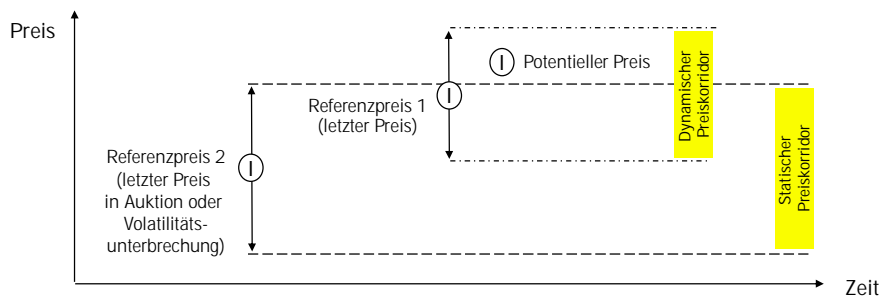 Preis
I
Potentieller Preis
Referenzpreis 1
(letzter Preis)
I
Dynamischer
Preiskorridor
Referenzpreis 2
(letzter Preis
in Auktion oder
Volatilitäts-
unterbrechung)
I
Statischer
Preiskorridor
Zeit